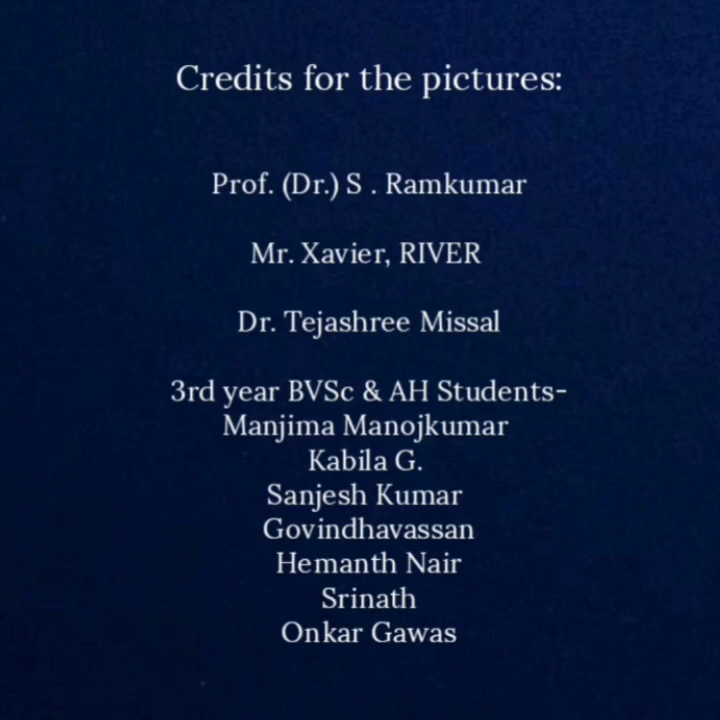 Credits for the pictures:
Prof. (Dr.) S . Ramkumar
Mr. Xavier, RIVER
Dr. Tejashree Missal
3rd year BVSc & AH Students-
Manjima Manojkumar
Kabila G.
Sanjesh Kumar
Govindhavassan
Hemanth Nair
Srinath
Onkar Gawas